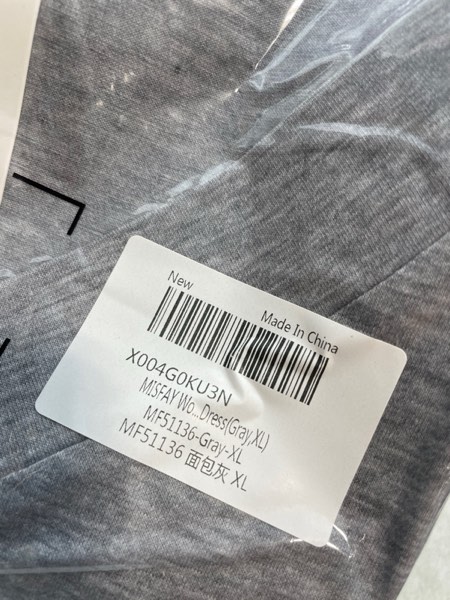 New
Made In China
X004G0KU3N
MISFAY Wo...Dress(Gray,XL)
MF51136-Gray-XL
MF51136 面包灰 XL